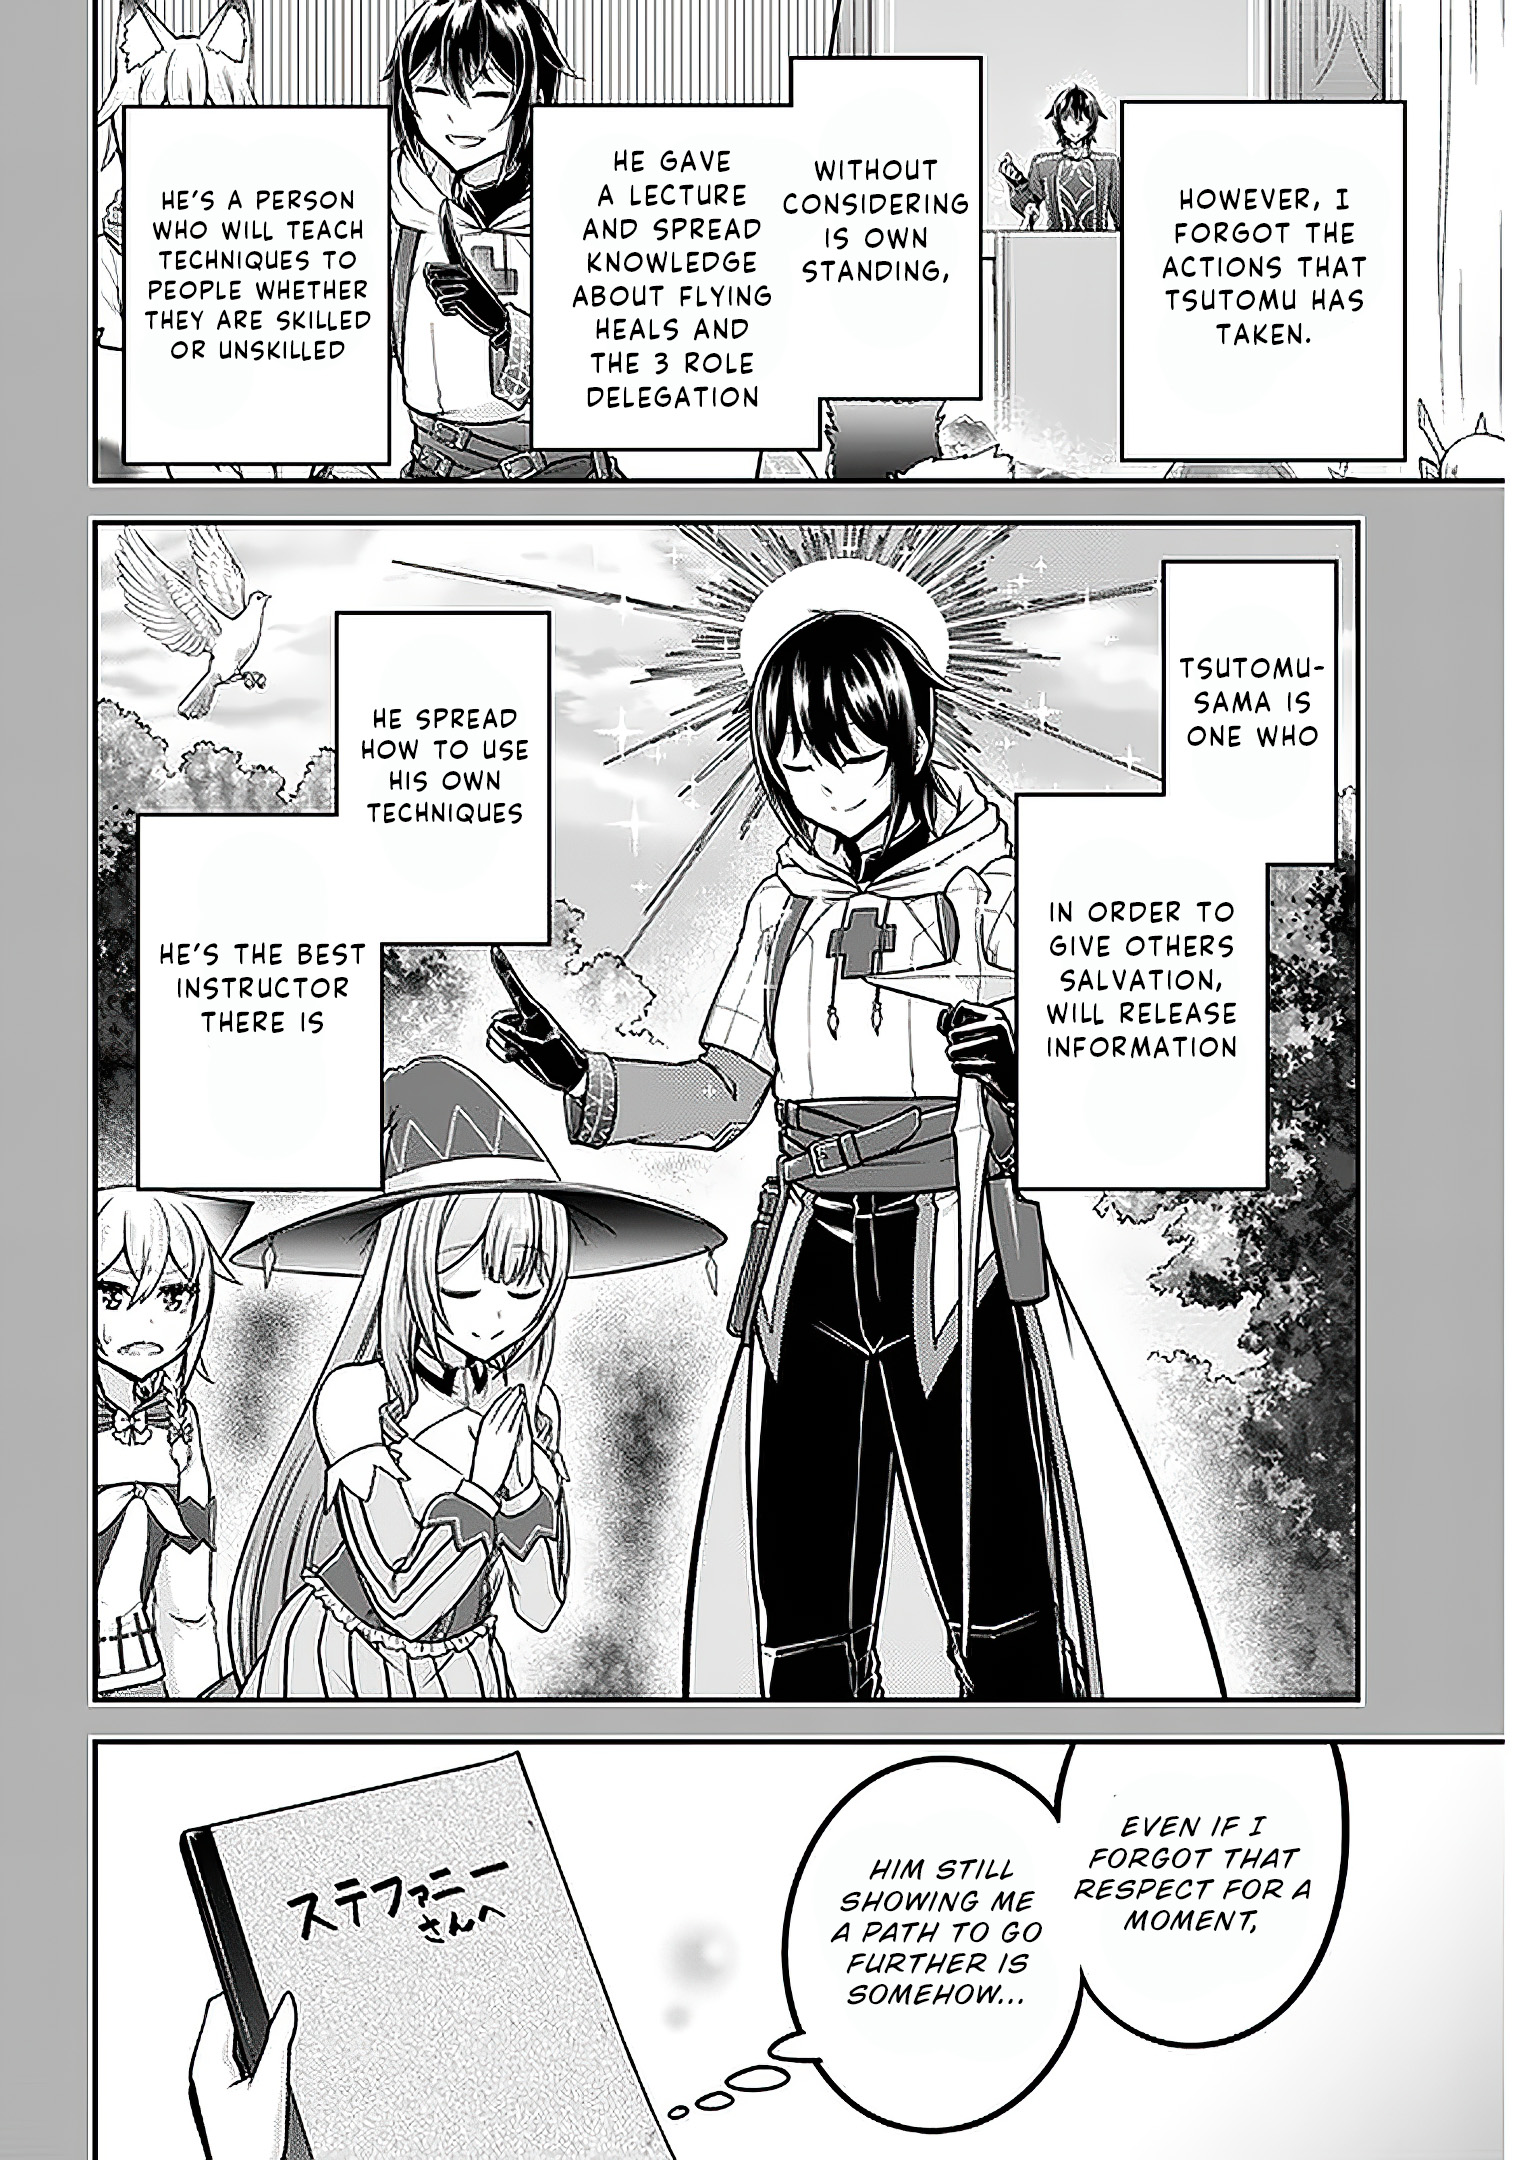 HOWEVER, I
FORGOT THE
ACTIONS THAT
TSUTOMU HAS
TAKEN.
WITHOUT
CONSIDERING
IS OWN
STANDING,
HE GAVE
A LECTURE
AND SPREAD
KNOWLEDGE
ABOUT FLYING
HEALS AND
THE 3 ROLE
DELEGATION
HE'S A PERSON
WHO WILL TEACH
TECHNIQUES TO
PEOPLE WHETHER
THEY ARE SKILLED
OR UNSKILLED
TSUTOMU-
SAMA IS
ONE WHO
IN ORDER TO
GIVE OTHERS
SALVATION,
WILL RELEASE
INFORMATION
HE SPREAD
HOW TO USE
HIS OWN
TECHNIQUES
HE'S THE BEST
INSTRUCTOR
THERE IS
EVEN IF I
FORGOT THAT
RESPECT FOR A
MOMENT,
HIM STILL
SHOWING ME
A PATH TO GO
FURTHER IS
SOMEHOW...
ステファニー
さんへ